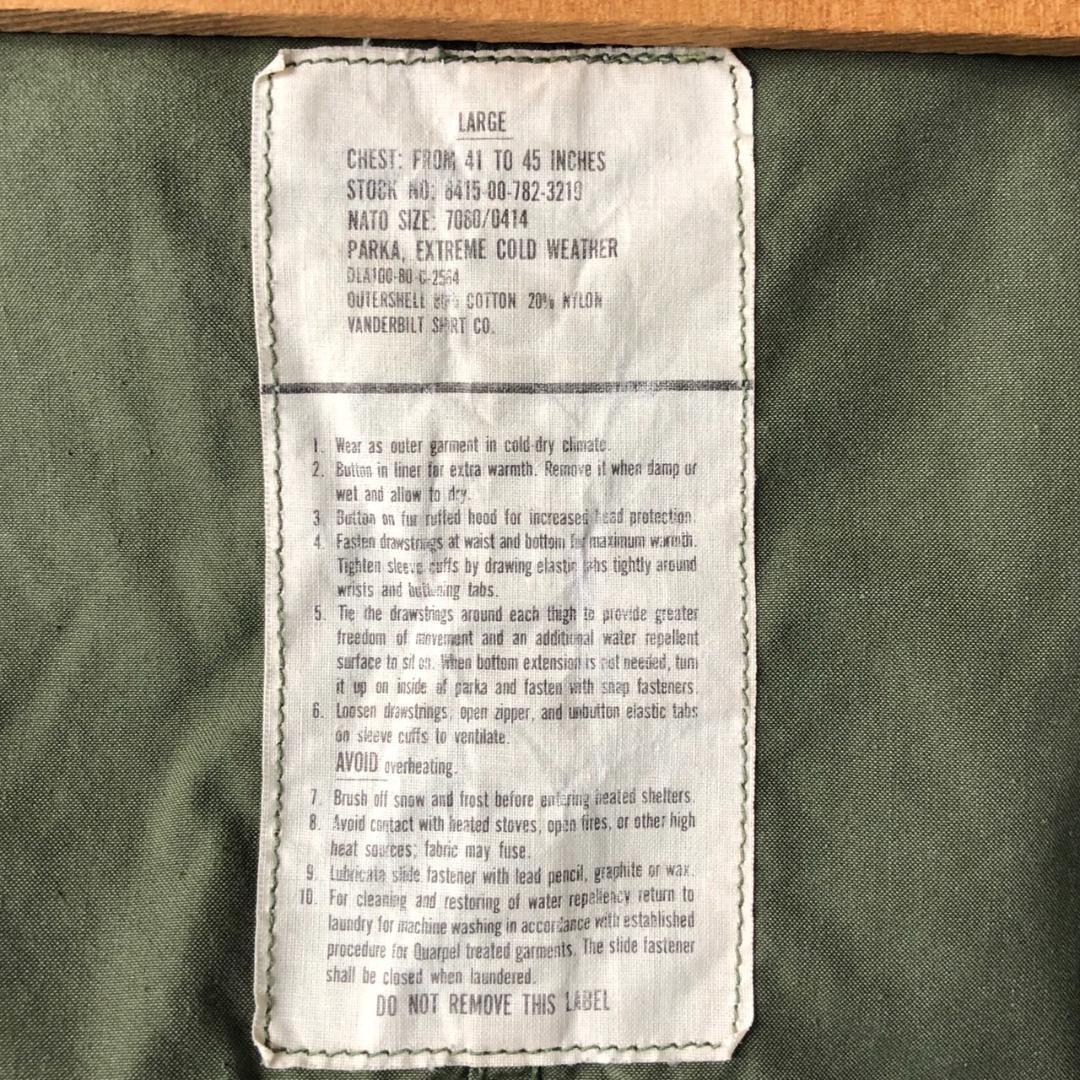 LARGE
CHEST: FROM 41 TO 45 INCHES
STOCK NO: 8415-00-782-3219
NATO SIZE: 7080/0414
PARKA, EXTREME COLD WEATHER
DLA100-80-C-2564
OUTERSHELL 80% COTTON 20% NYLON
VANDERBILT SHIRT CO.
1. Wear as outer garment in cold-dry climate.
2. Button in liner for extra warmth. Remove it when damp or
wet and allow to dry.
3. Button on fur ruffed hood for increased head protection.
4. Fasten drawstrings at waist and bottom for maximum warmth.
Tighten sleeve cuffs by drawing elastic tabs tightly around
wrists and buttoning tabs.
5. Tie the drawstrings around each thigh to provide greater
freedom of movement and an additional water repellent
surface to sit on. When bottom extension is not needed, turn
it up on inside of parka and fasten with snap fasteners.
6. Loosen drawstrings, open zipper, and unbutton elastic tabs
on sleeve cuffs to ventilate.
AVOID overheating.
7. Brush off snow and frost before entering heated shelters.
8. Avoid contact with heated stoves, open fires, or other high
heat sources; fabric may fuse.
9. Lubricate slide fastener with lead pencil, graphite or wax.
10. For cleaning and restoring of water repellency return to
laundry for machine washing in accordance with established
procedure for Quarpel treated garments. The slide fastener
shall be closed when laundered.
DO NOT REMOVE THIS LABEL